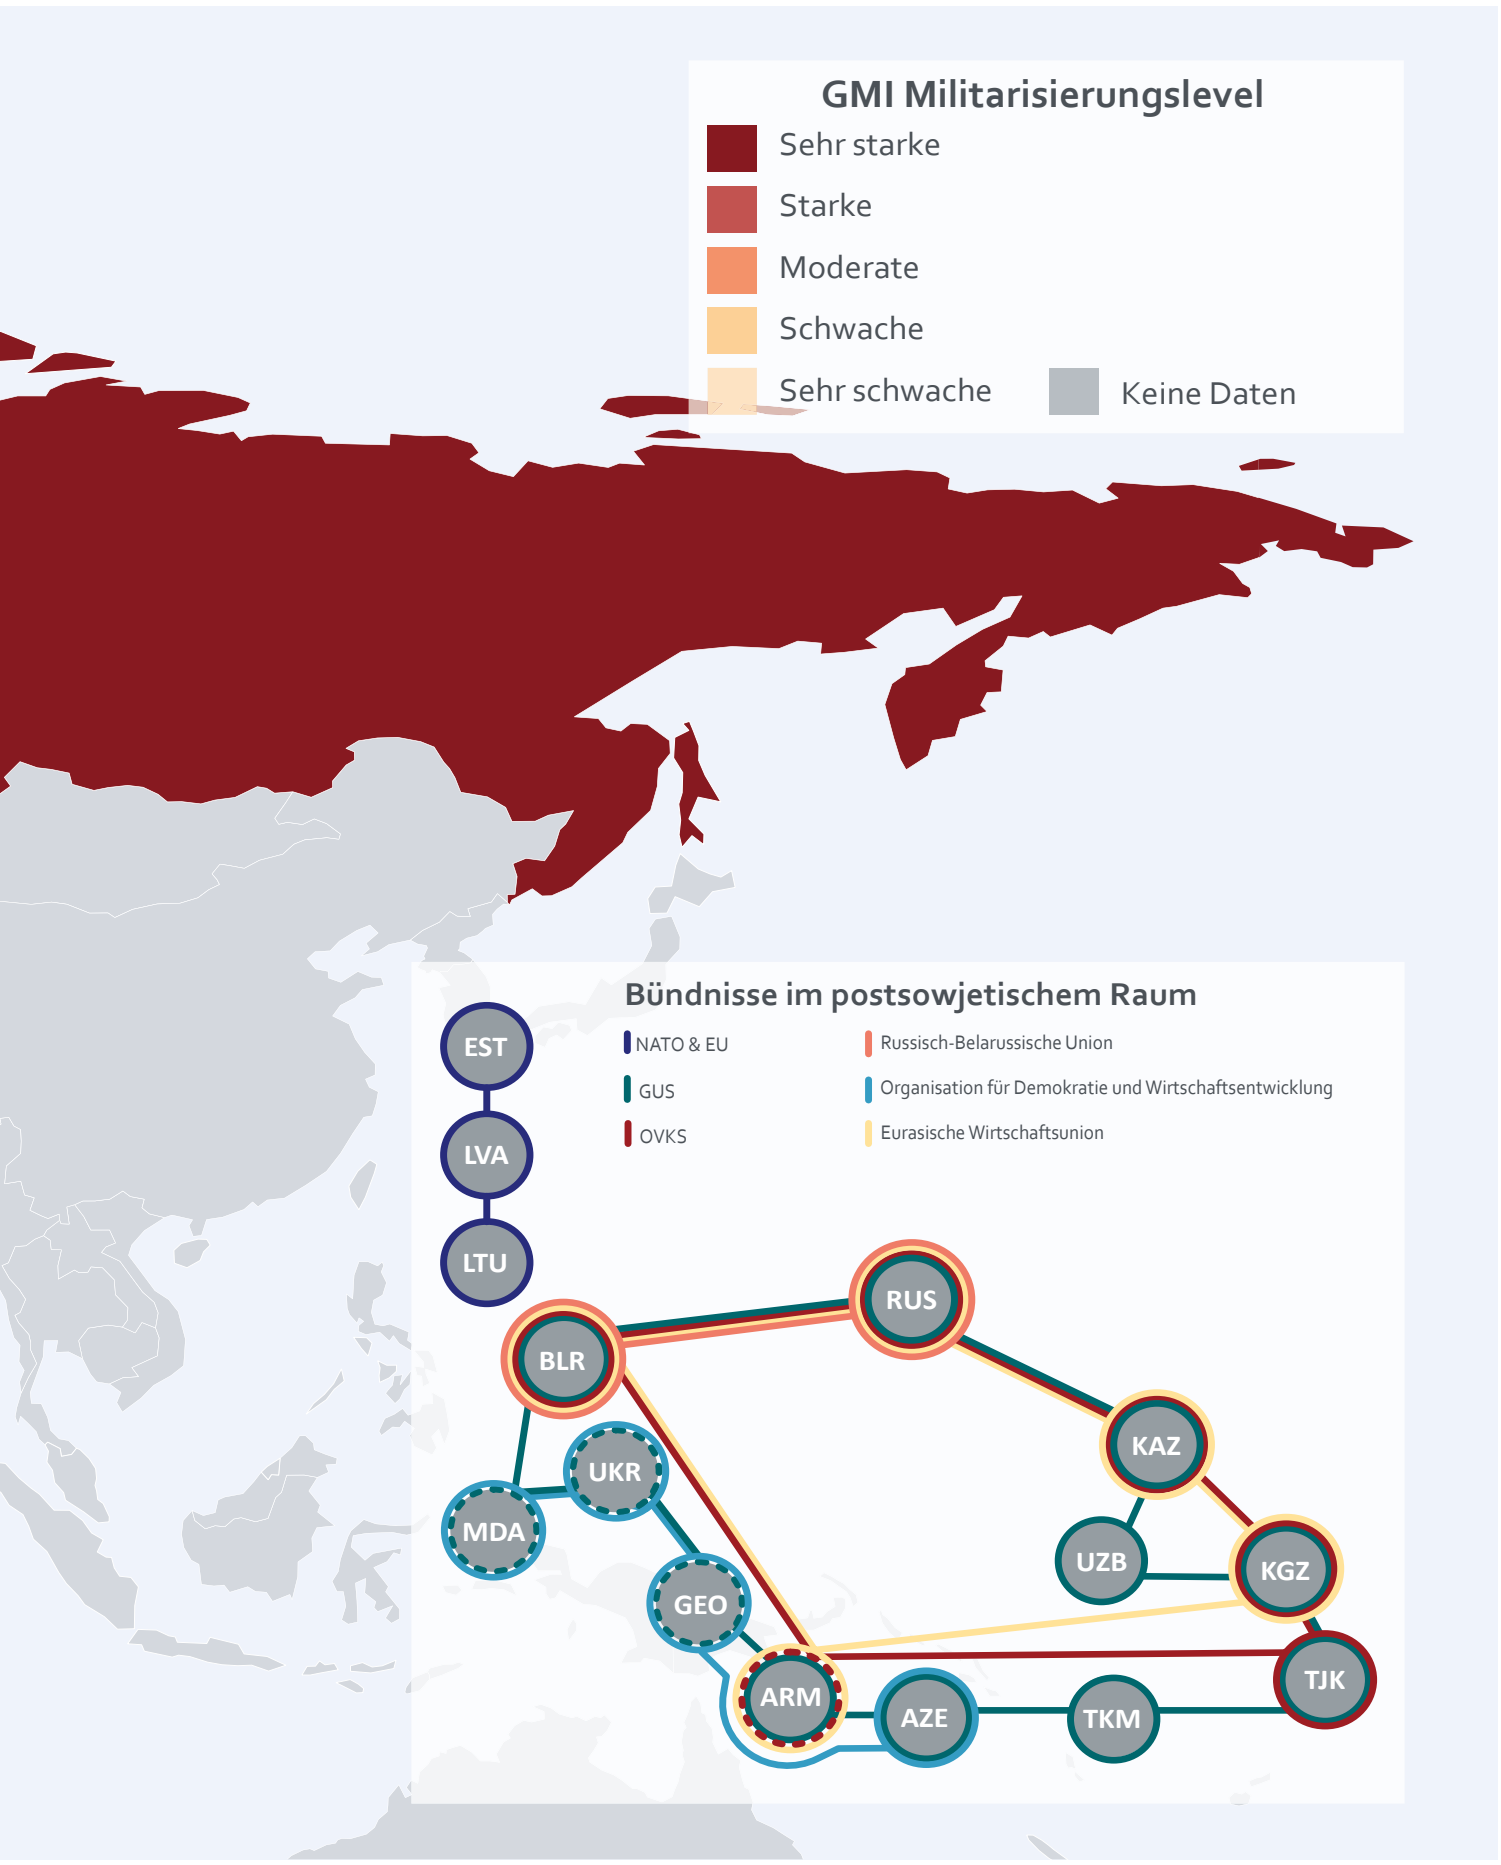 GMI Militarisierungslevel
Sehr starke
Starke
Moderate
Schwache
Sehr schwache
Keine Daten
Bündnisse im postsowjetischem Raum
NATO & EU
GUS
OVKS
Russisch-Belarussische Union
Organisation für Demokratie und Wirtschaftsentwicklung
Eurasische Wirtschaftsunion
EST
LVA
LTU
RUS
BLR
KAZ
UKR
MDA
UZB
KGZ
GEO
TJK
ARM
AZE
TKM